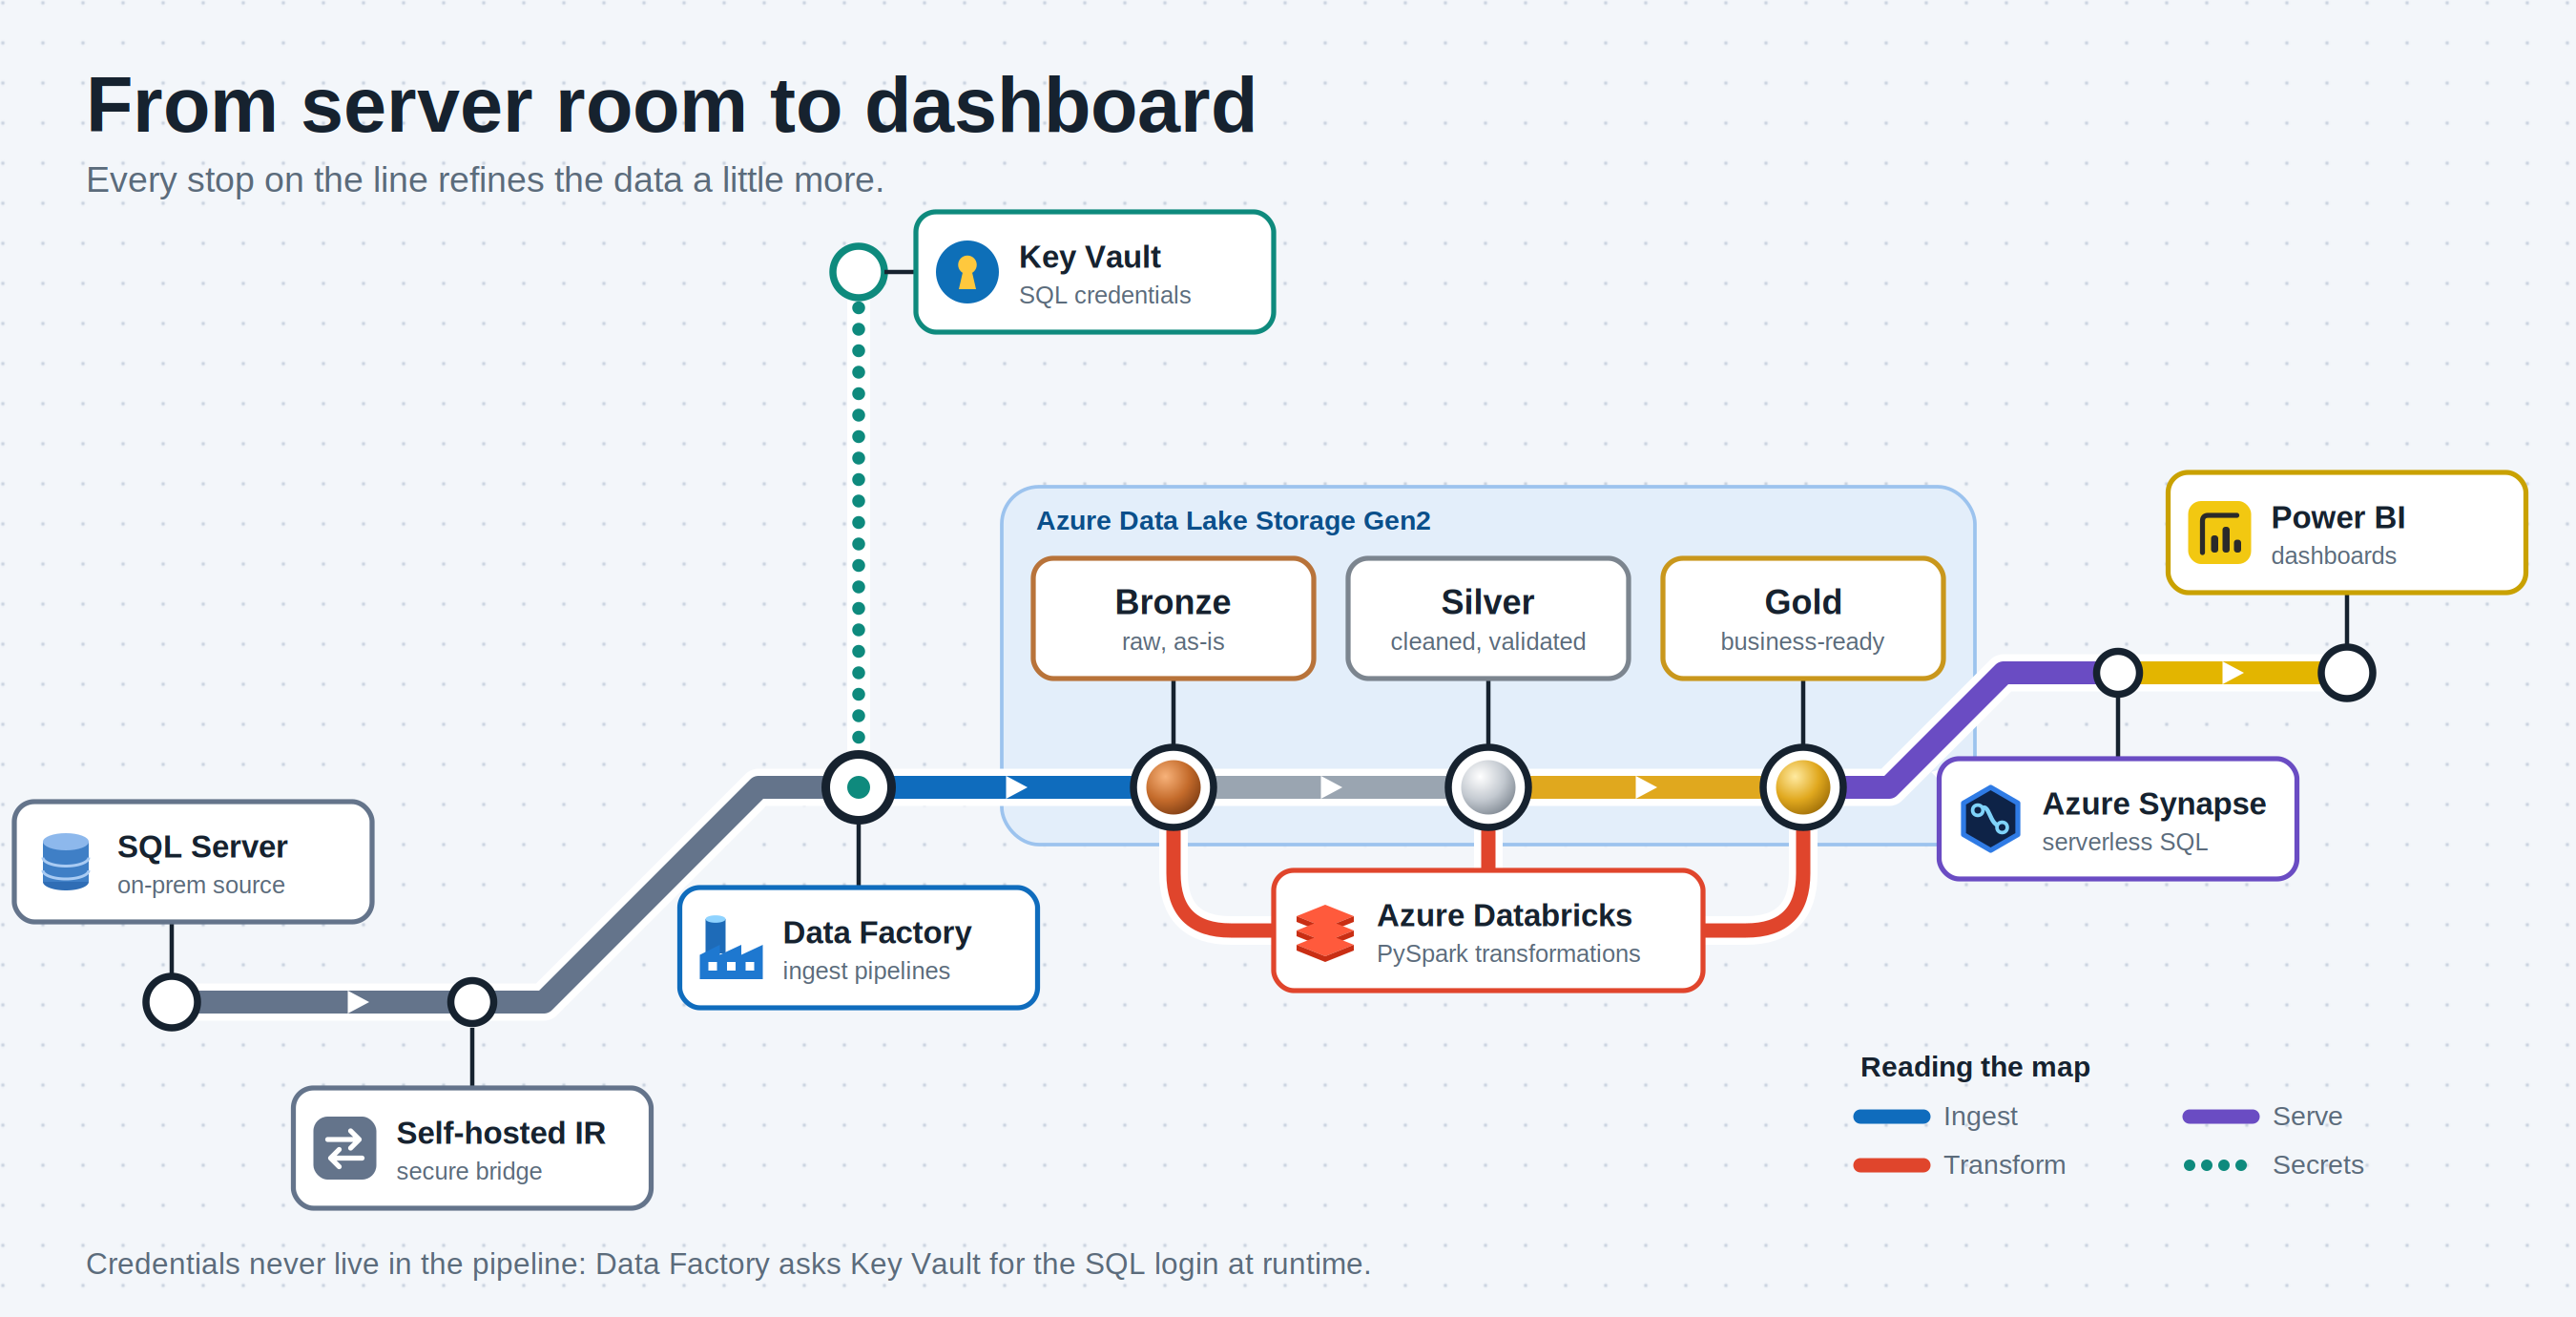 From server room to dashboard
Every stop on the line refines the data a little more.
Key Vault
SQL credentials
Azure Data Lake Storage Gen2
Bronze
raw, as-is
Silver
cleaned, validated
Gold
business-ready
Power BI
dashboards
SQL Server
on-prem source
Data Factory
ingest pipelines
Azure Databricks
PySpark transformations
Azure Synapse
serverless SQL
Self-hosted IR
secure bridge
Reading the map
Ingest
Serve
Transform
Secrets
Credentials never live in the pipeline: Data Factory asks Key Vault for the SQL login at runtime.